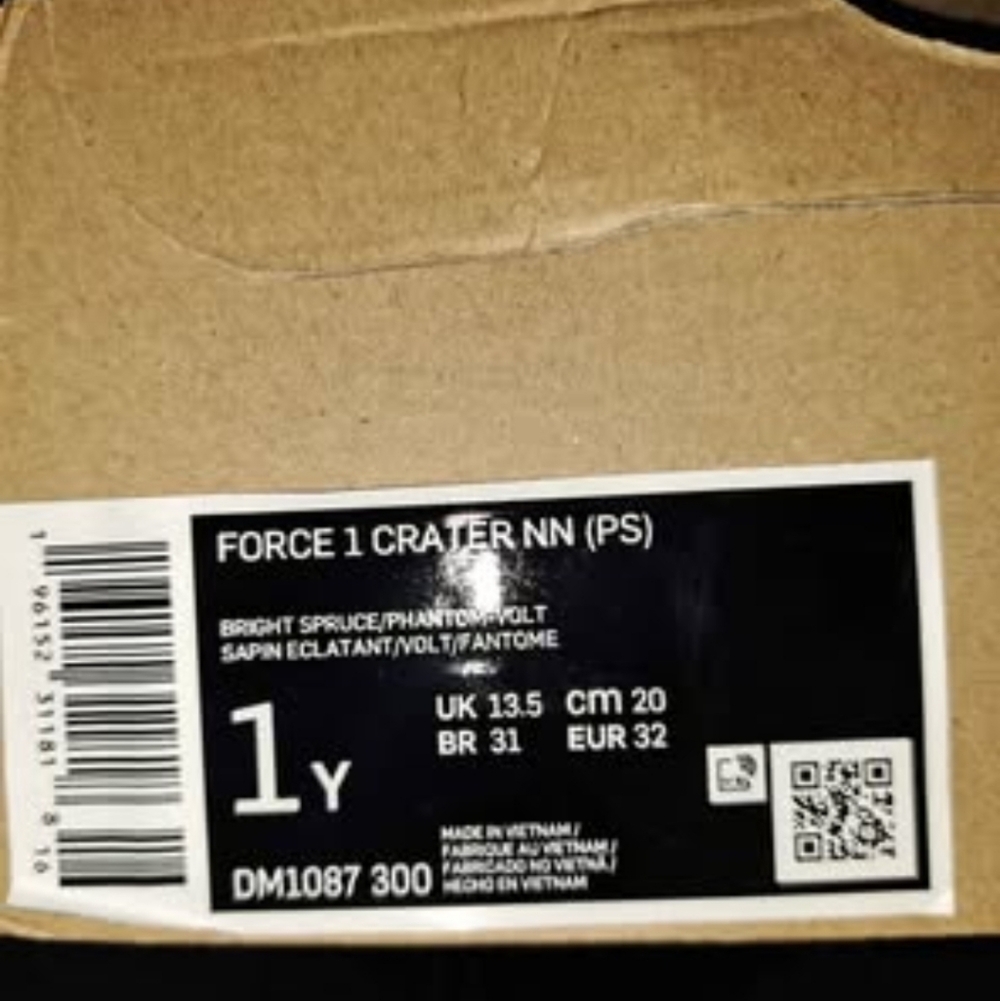 FORCE 1 CRATER NN (PS)
BRIGHT SPRUCE/PHANTOM-VOLT
SAPIN ECLATANT/VOLT/FANTOME
1Y
UK 13.5 cm 20
BR 31 EUR 32
MADE IN VIETNAM /
FABRIQUE AU VIETNAM /
FABRICADO NO VIETNÃ /
HECHO EN VIETNAM
DM1087 300
1 96152 31181 8 16